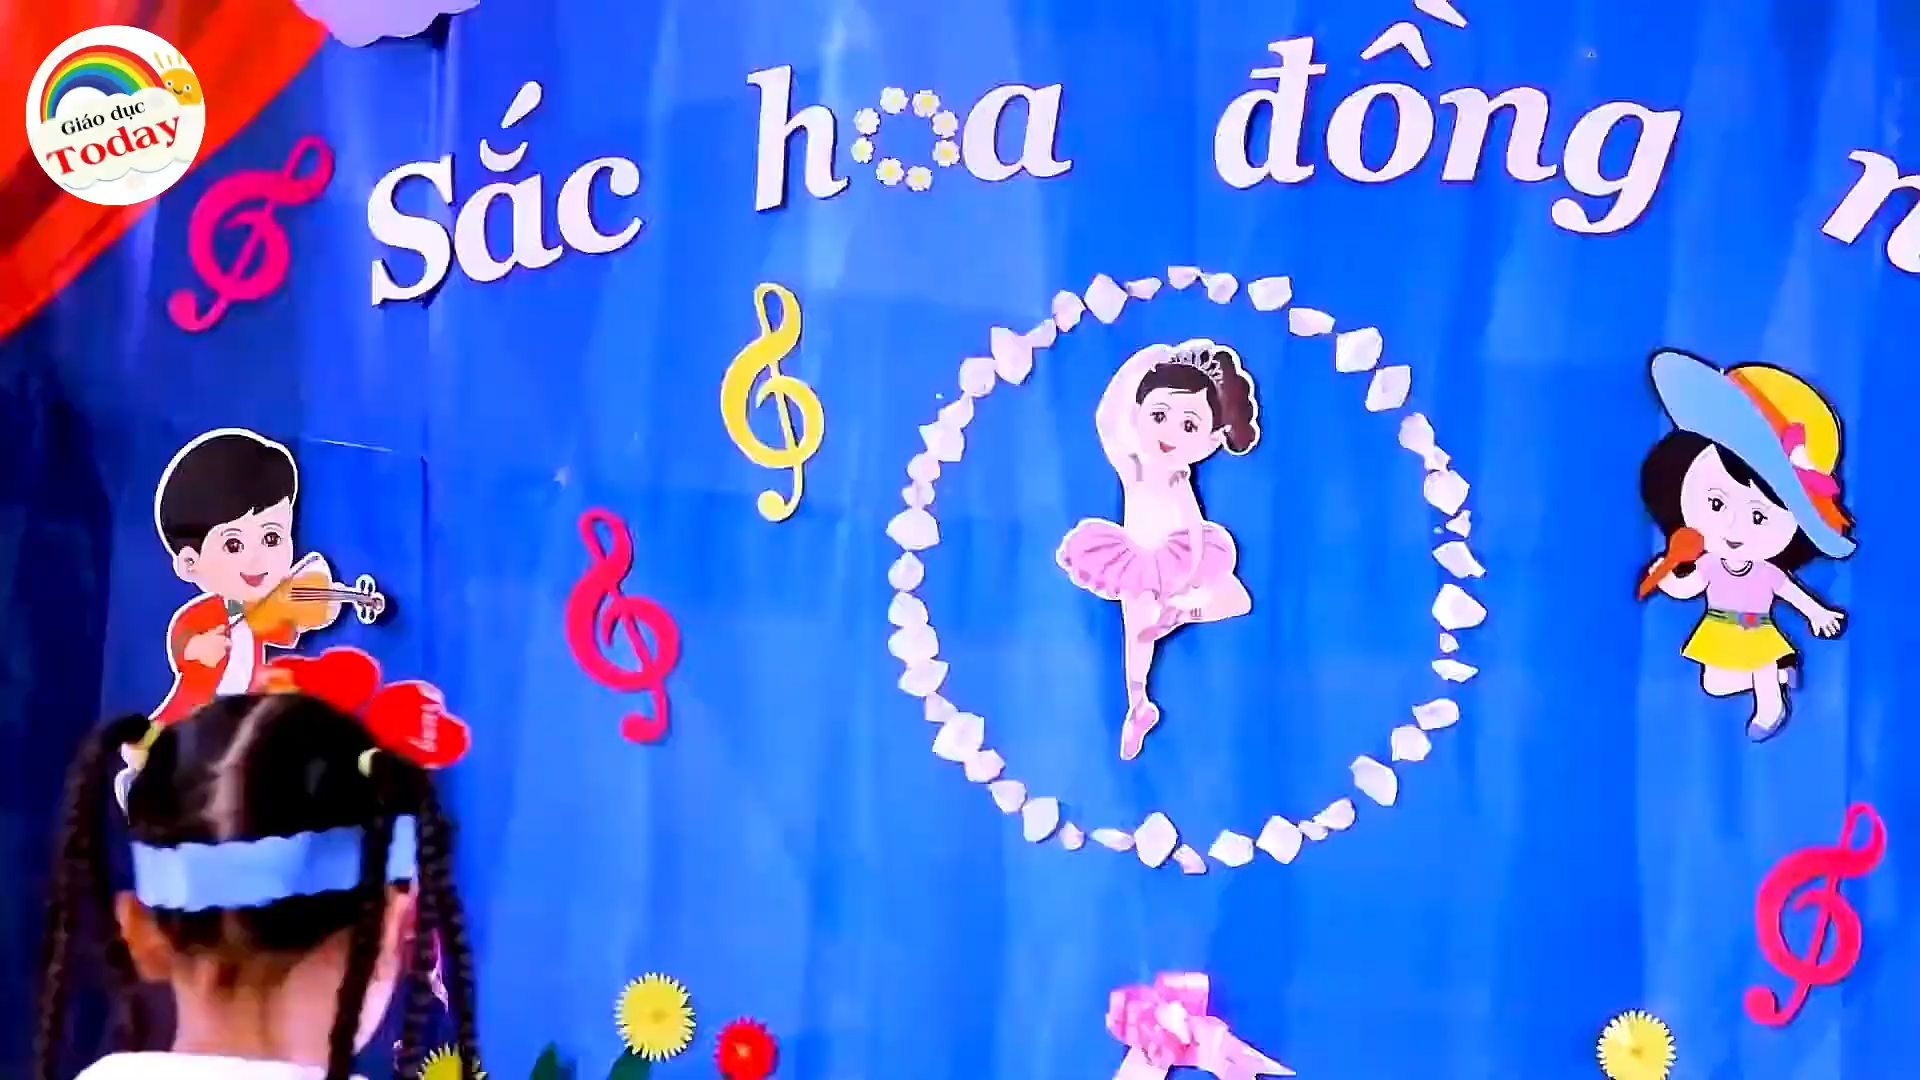 Giáo dục
Today
Sắc hoa đồng